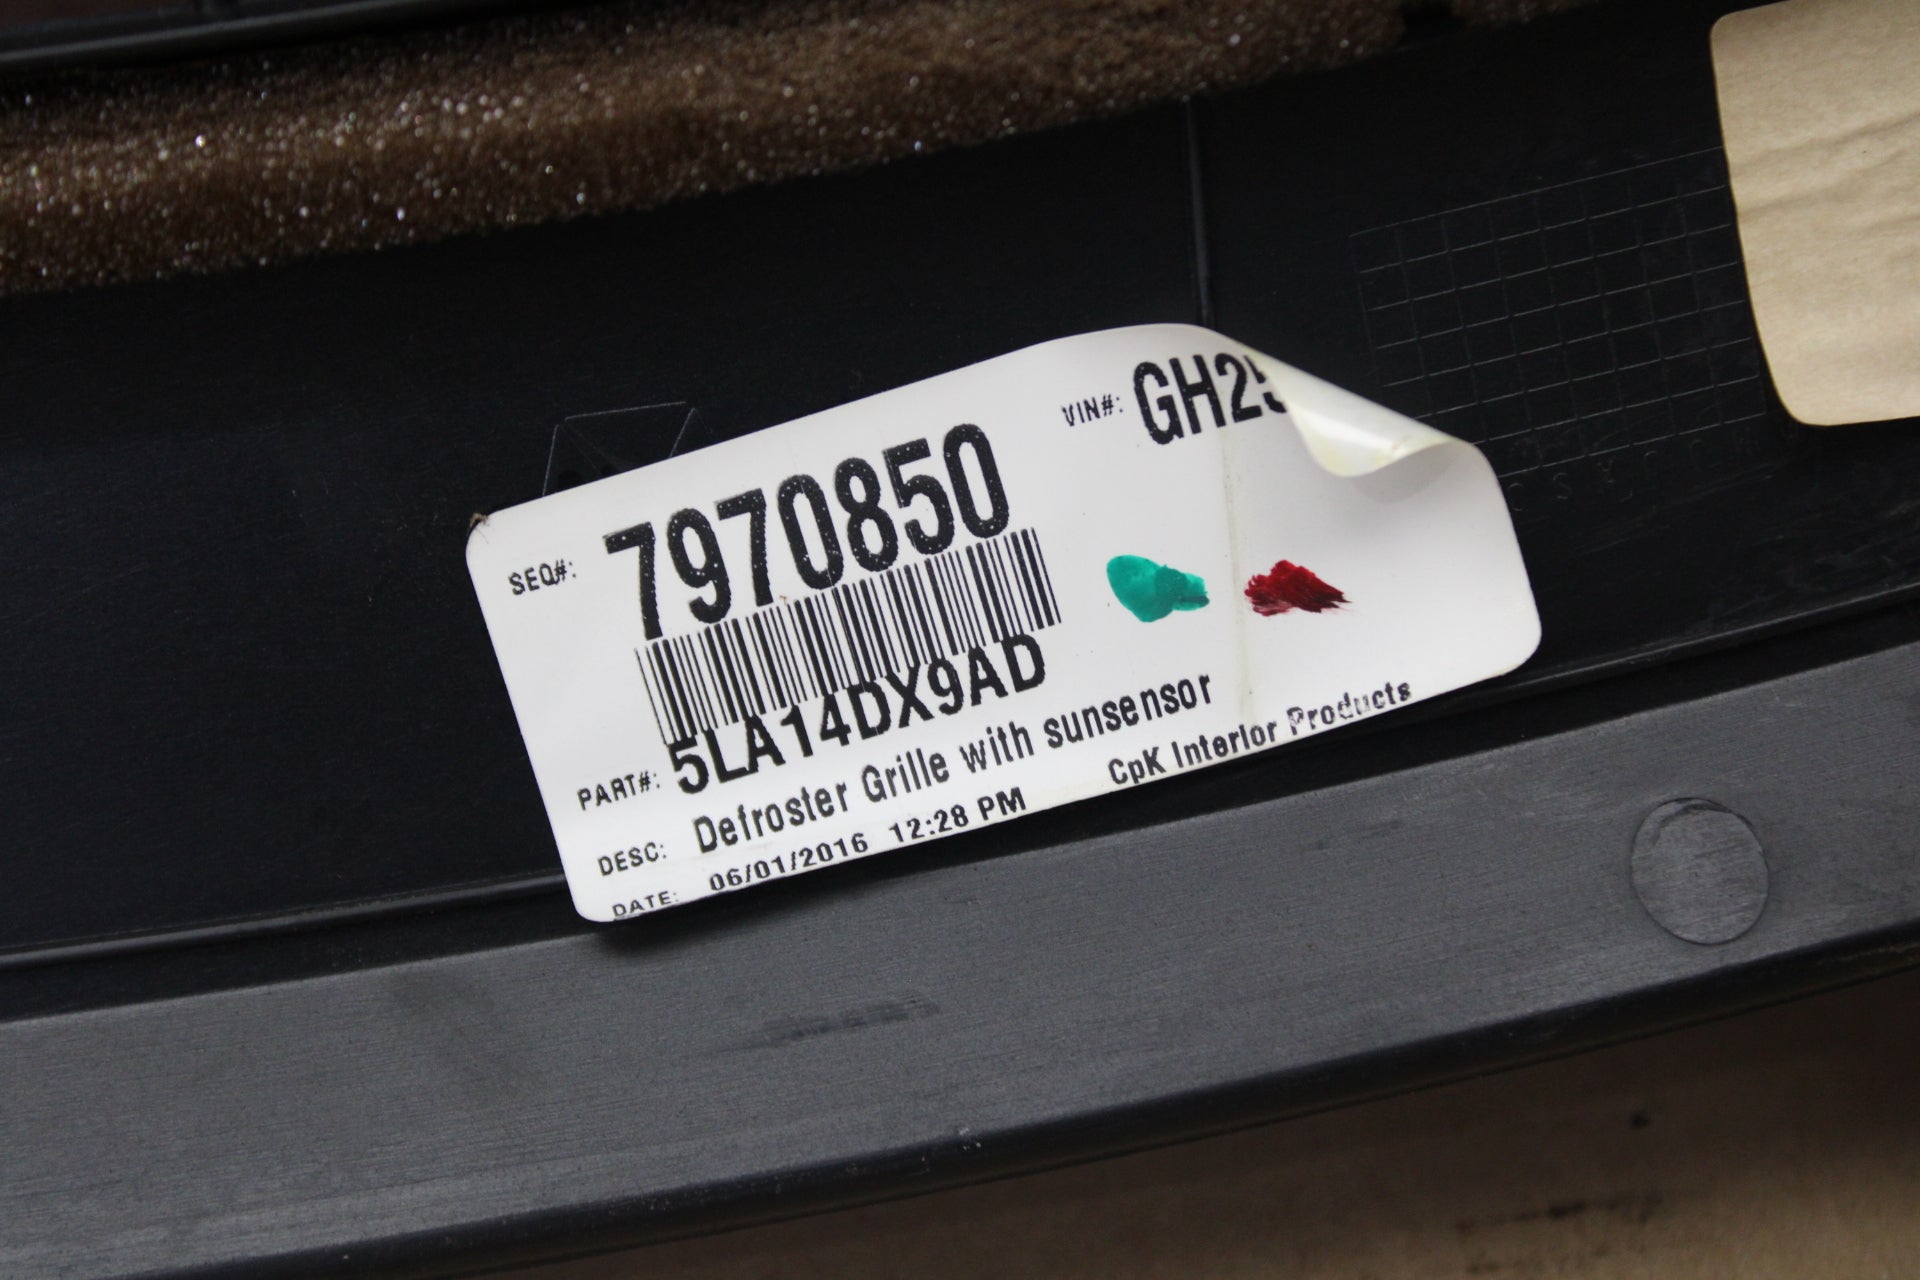 SEQ#: 7970850
VIN#: GH25
PART#: 5LA14DX9AD
DESC: Defroster Grille with sunsensor
DATE: 06/01/2016 12:28 PM
CpK Interior Products